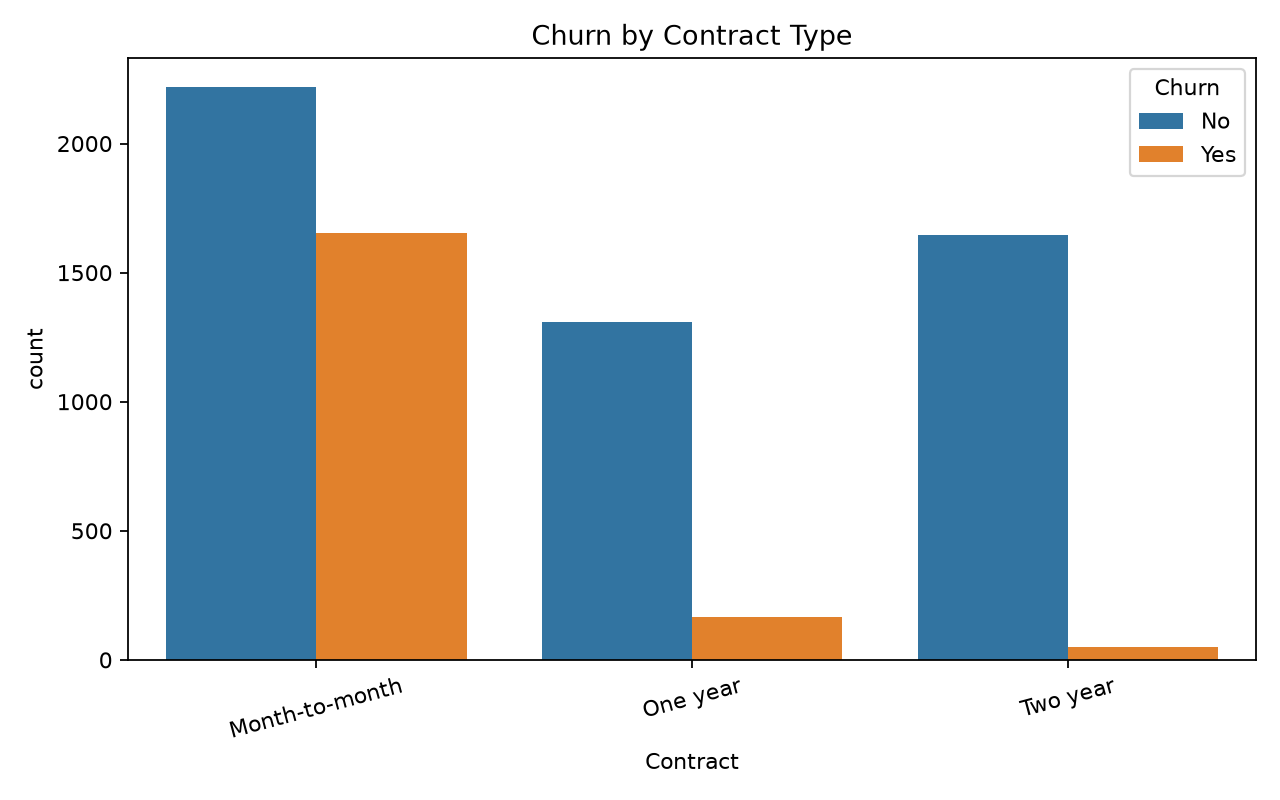 Churn by Contract Type
Churn
No
Yes
2000
1500
1000
500
0
count
Month-to-month
One year
Two year
Contract